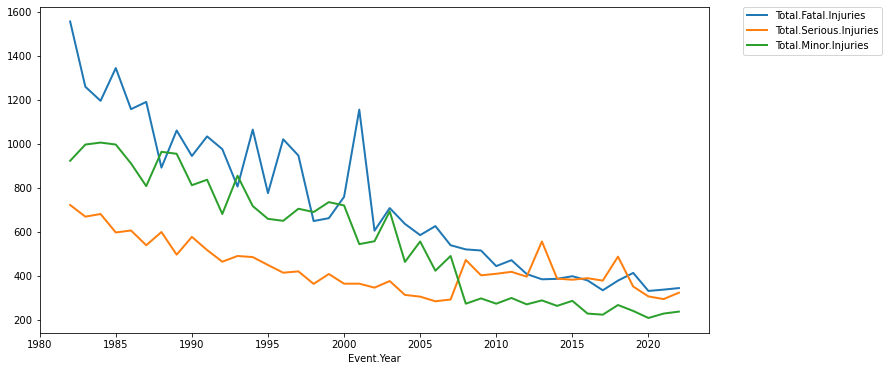 1600
1400
1200
1000
800
600
400
200
1980 1985 1990 1995 2000 2005 2010 2015 2020
Event.Year
Total.Fatal.Injuries
Total.Serious.Injuries
Total.Minor.Injuries